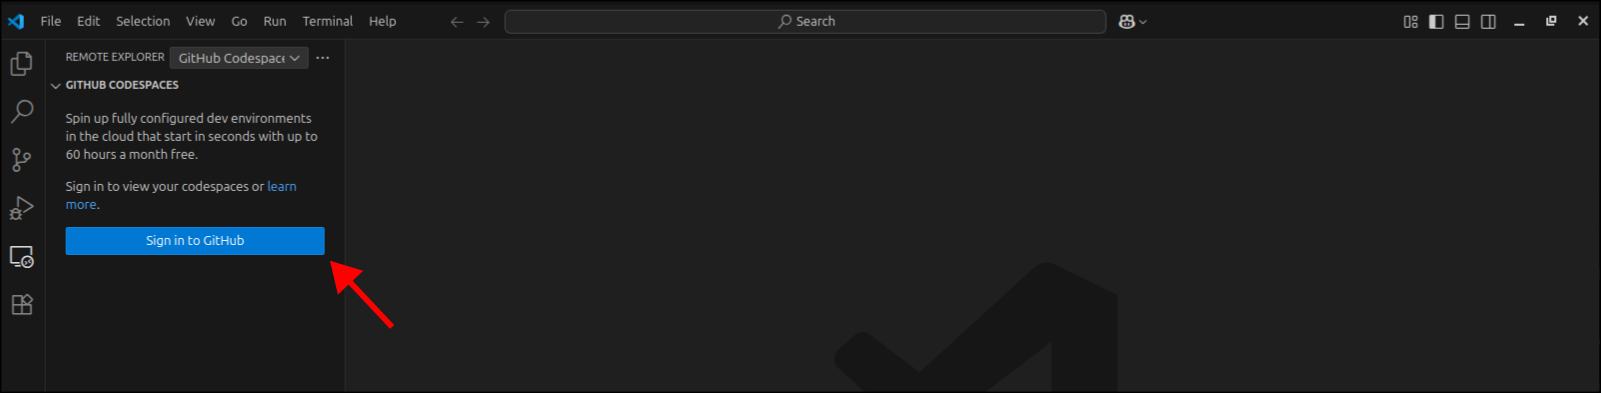 File Edit Selection View Go Run Terminal Help Search
REMOTE EXPLORER GitHub Codespace
GITHUB CODESPACES
Spin up fully configured dev environments
in the cloud that start in seconds with up to
60 hours a month free.
Sign in to view your codespaces or learn
more.
Sign in to GitHub